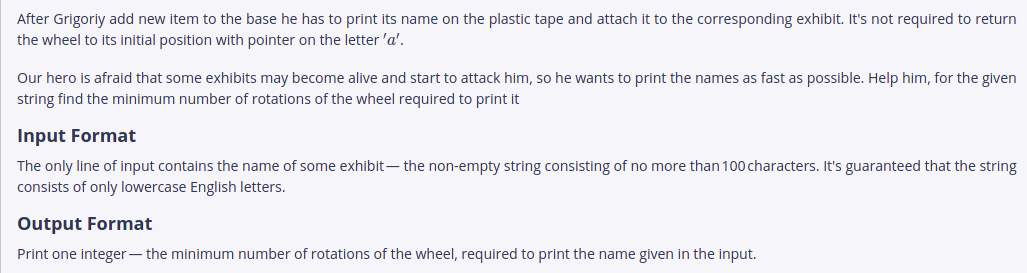 After Grigoriy add new item to the base he has to print its name on the plastic tape and attach it to the corresponding exhibit. It's not required to return
the wheel to its initial position with pointer on the letter ′a′.
Our hero is afraid that some exhibits may become alive and start to attack him, so he wants to print the names as fast as possible. Help him, for the given
string find the minimum number of rotations of the wheel required to print it
Input Format
The only line of input contains the name of some exhibit— the non-empty string consisting of no more than 100 characters. It's guaranteed that the string
consists of only lowercase English letters.
Output Format
Print one integer— the minimum number of rotations of the wheel, required to print the name given in the input.